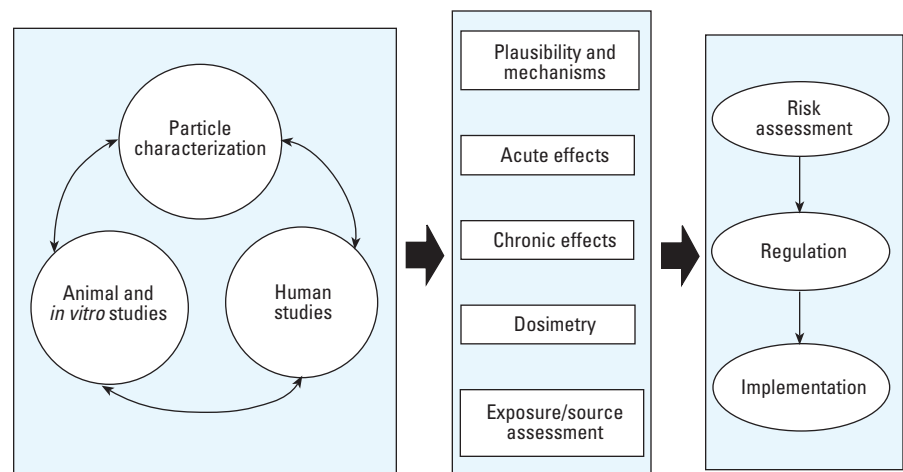 Particle
characterization
Animal and
in vitro studies
Human
studies
Plausibility and
mechanisms
Acute effects
Chronic effects
Dosimetry
Exposure/source
assessment
Risk
assessment
Regulation
Implementation